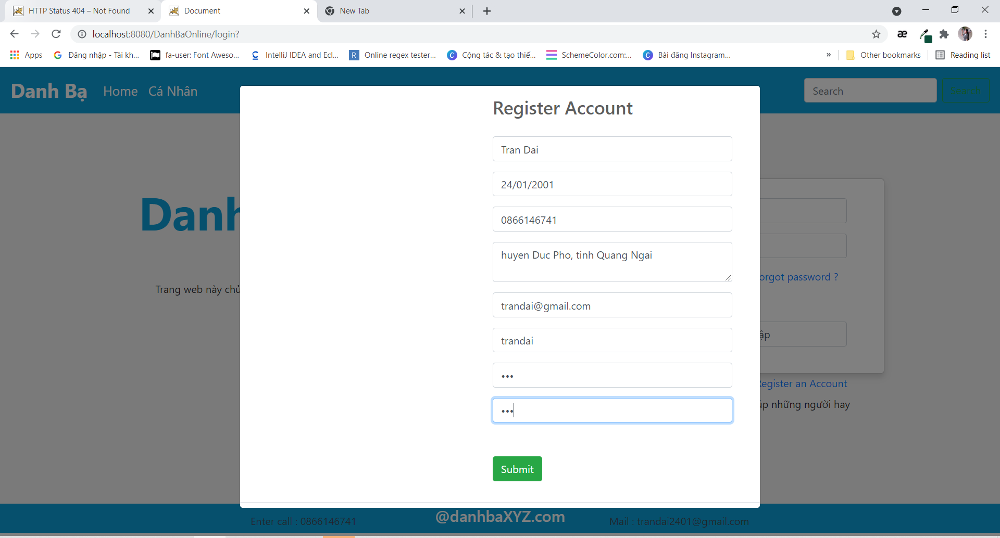 HTTP Status 404 – Not Found
Document
New Tab
localhost:8080/DanhBaOnline/login?
Apps
Đăng nhập - Tài kh...
fa-user: Font Aweso...
IntelliJ IDEA and Ecl...
Online regex tester...
Cộng tác & tạo thiế...
SchemeColor.com:...
Bài đăng Instagram...
»
Other bookmarks
Reading list
Danh Bạ
Home
Cá Nhân
Search
Search
Register Account
Tran Dai
24/01/2001
0866146741
huyen Duc Pho, tinh Quang Ngai
trandai@gmail.com
trandai
•••
•••
Submit
Danh
Trang web này chủ
orgot password ?
ập
Register an Account
úp những người hay
Enter call : 0866146741
@danhbaXYZ.com
Mail : trandai2401@gmail.com